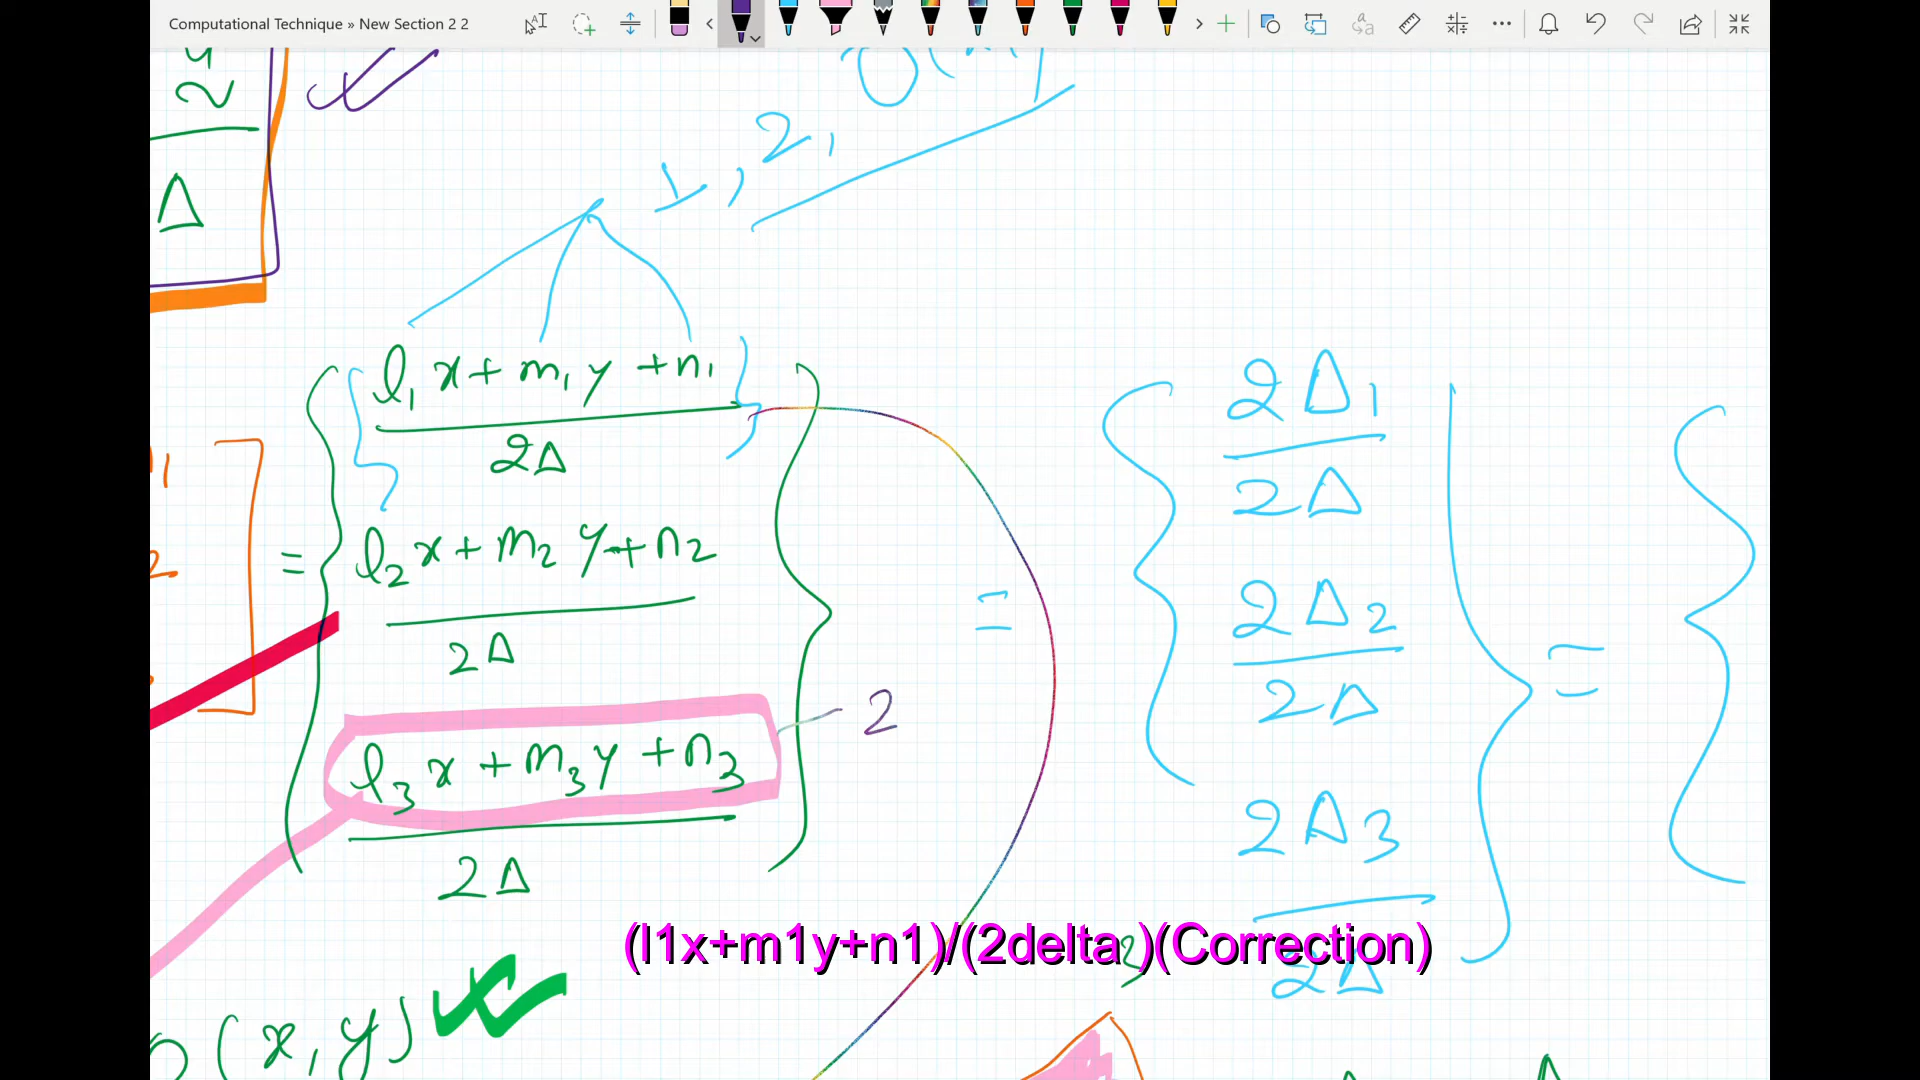 Computational Technique » New Section 2 2
Δ
1, 2,
l₁x + m₁y + n₁
2Δ
= l₂x + m₂y + n₂
2Δ
l₃x + m₃y + n₃
2Δ
2
= 2Δ₁
2Δ
2Δ₂
2Δ
2Δ₃
2Δ
=
(l1x+m1y+n1)/(2delta )(Correction)
3
(x, y)